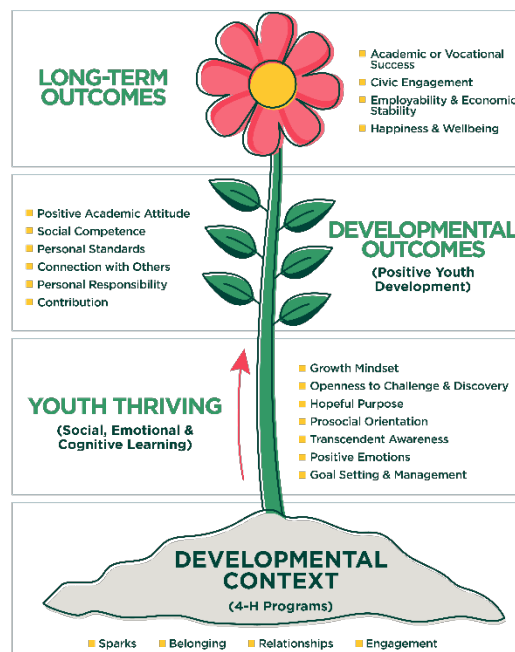 LONG-TERM
OUTCOMES
Academic or Vocational
Success
Civic Engagement
Employability & Economic
Stability
Happiness & Wellbeing
Positive Academic Attitude
Social Competence
Personal Standards
Connection with Others
Personal Responsibility
Contribution
DEVELOPMENTAL
OUTCOMES
(Positive Youth
Development)
YOUTH THRIVING
(Social, Emotional &
Cognitive Learning)
Growth Mindset
Openness to Challenge & Discovery
Hopeful Purpose
Prosocial Orientation
Transcendent Awareness
Positive Emotions
Goal Setting & Management
DEVELOPMENTAL
CONTEXT
(4-H Programs)
Sparks Belonging Relationships Engagement